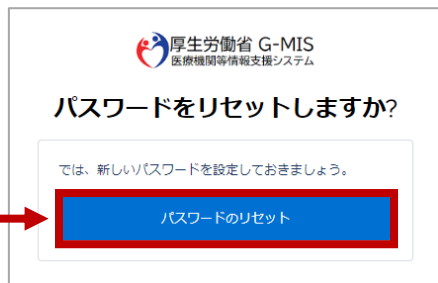 厚生労働省 G-MIS
医療機関等情報支援システム
パスワードをリセットしますか?
では、新しいパスワードを設定しておきましょう。
パスワードのリセット